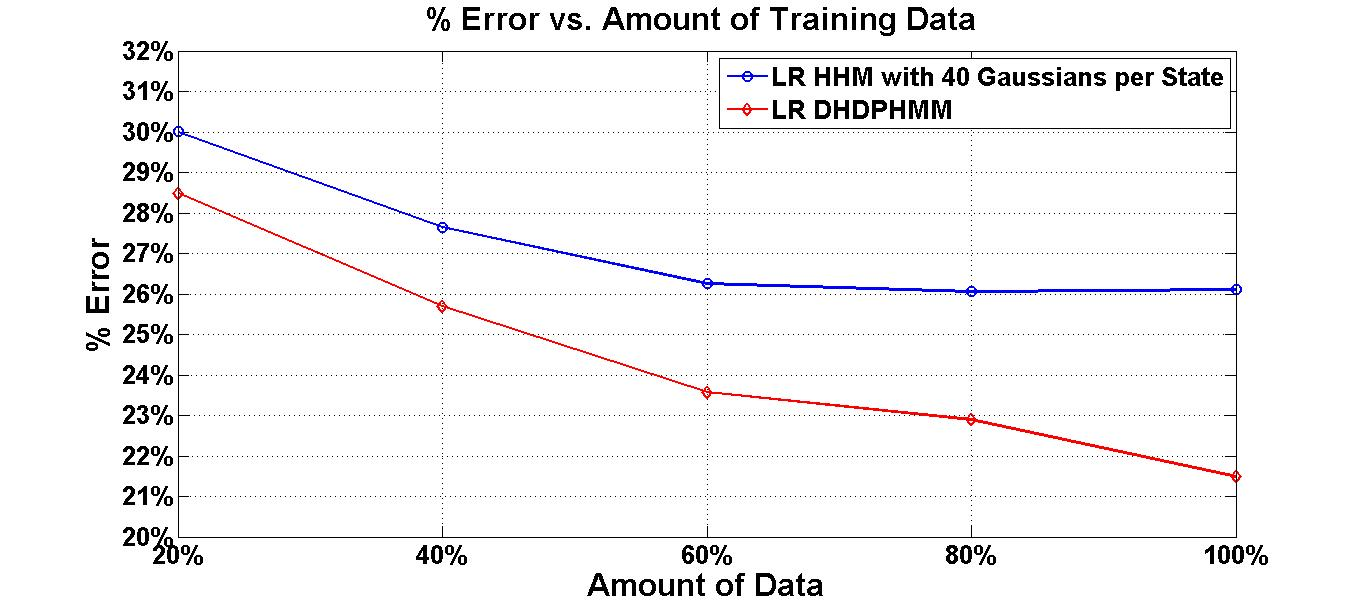 % Error vs. Amount of Training Data
LR HHM with 40 Gaussians per State
LR DHDPHMM
32%
31%
30%
29%
28%
27%
26%
25%
24%
23%
22%
21%
20%
% Error
20% 40% 60% 80% 100%
Amount of Data